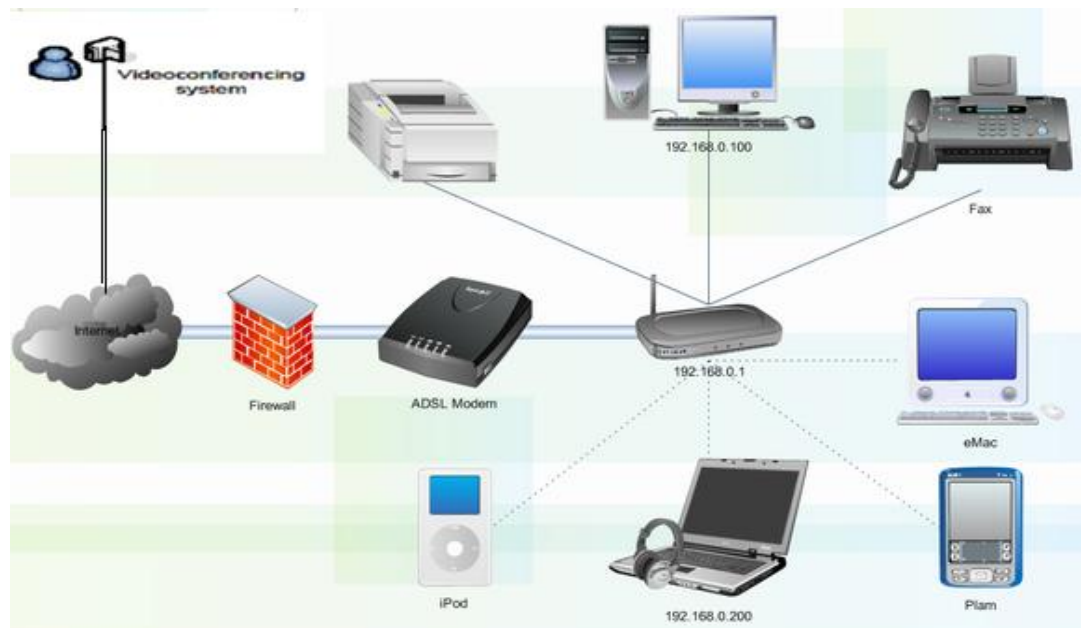 Videoconferencing
system
192.168.0.100
Fax
Internet
192.168.0.1
Firewall
ADSL Modem
eMac
iPod
192.168.0.200
Plam